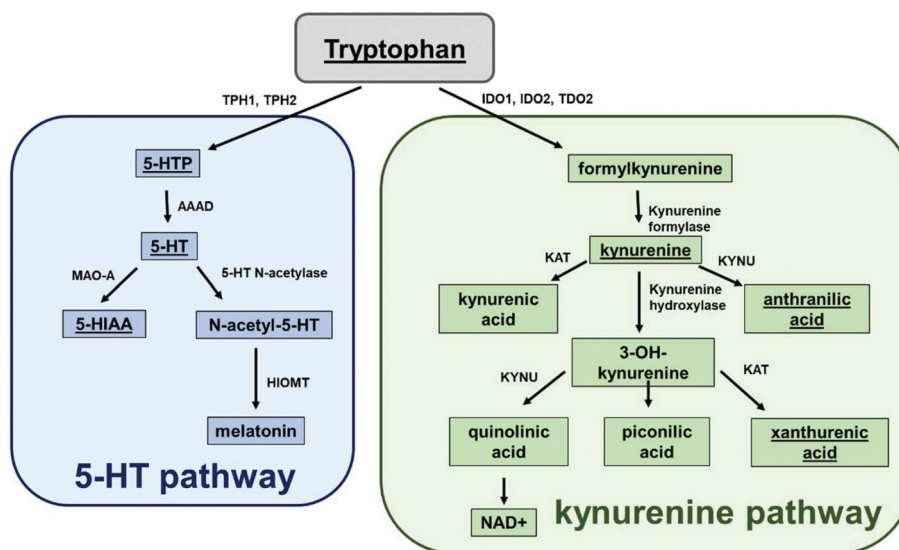 Tryptophan
TPH1, TPH2
IDO1, IDO2, TDO2
5-HTP
AAAD
5-HT
MAO-A
5-HT N-acetylase
5-HIAA
N-acetyl-5-HT
HIOMT
melatonin
5-HT pathway
formylkynurenine
Kynurenine
formylase
kynurenine
KAT
KYNU
Kynurenine
hydroxylase
kynurenic
acid
anthranilic
acid
3-OH-
kynurenine
KYNU
KAT
quinolinic
acid
piconilic
acid
xanthurenic
acid
NAD+
kynurenine pathway